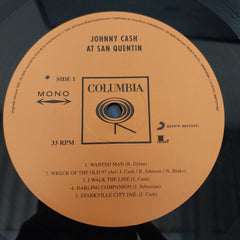 JOHNNY CASH
AT SAN QUENTIN
SIDE 1
MONO
COLUMBIA
SONY MUSIC
33 RPM
L
1. WANTED MAN (B. Dylan)
2. WRECK OF THE OLD 97 (Arr: J. Cash / B. Johnson / N. Blake)
3. I WALK THE LINE (J. Cash)
4. DARLING COMPANION (J. Sebastian)
5. STARKVILLE CITY JAIL (J. Cash)